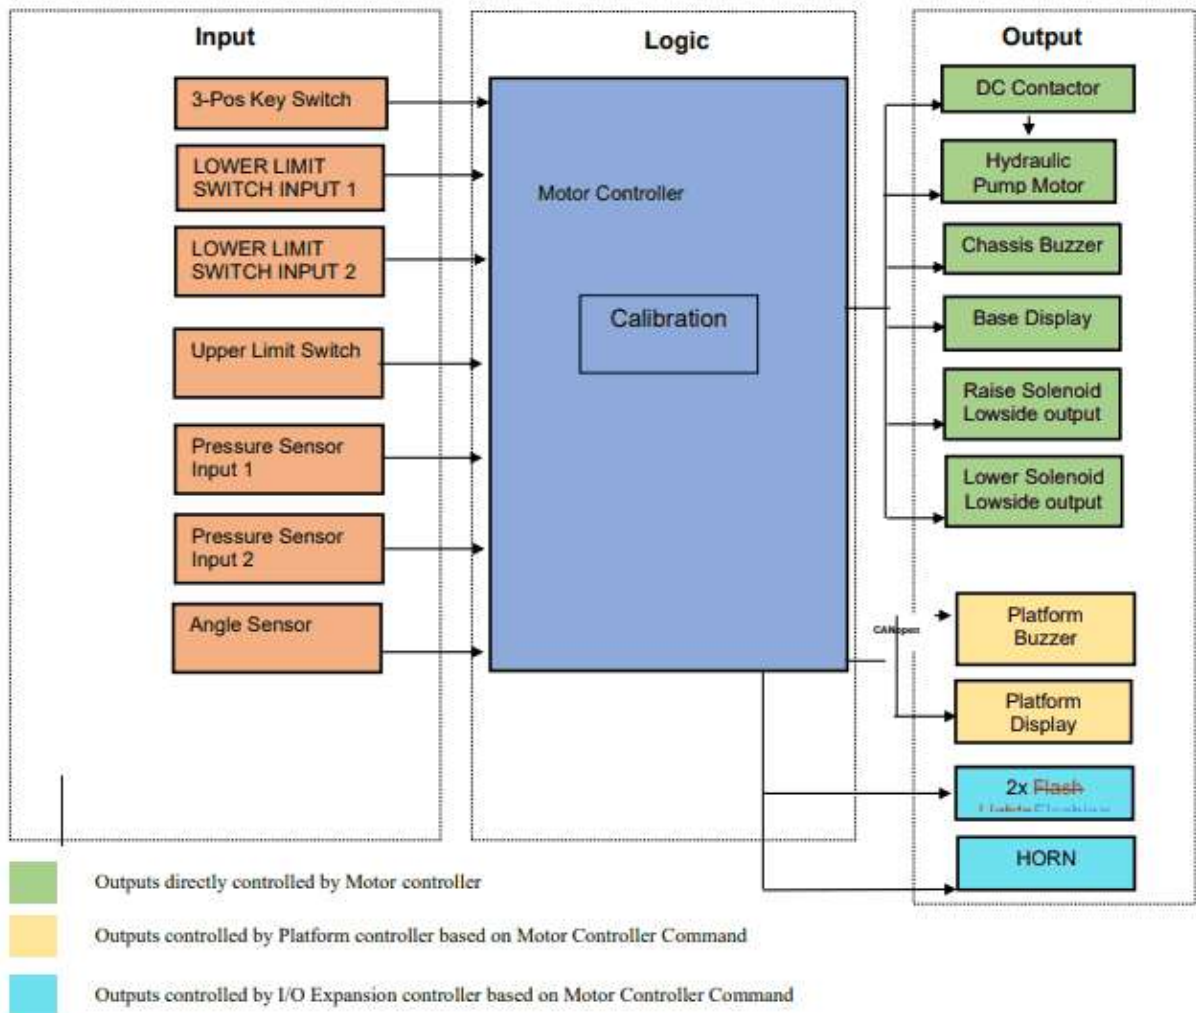 Input
3-Pos Key Switch
LOWER LIMIT
SWITCH INPUT 1
LOWER LIMIT
SWITCH INPUT 2
Upper Limit Switch
Pressure Sensor
Input 1
Pressure Sensor
Input 2
Angle Sensor
Logic
Motor Controller
Calibration
Output
DC Contactor
Hydraulic
Pump Motor
Chassis Buzzer
Base Display
Raise Solenoid
Lowside output
Lower Solenoid
Lowside output
CANopen
Platform
Buzzer
Platform
Display
2x Flash
HORN
Outputs directly controlled by Motor controller
Outputs controlled by Platform controller based on Motor Controller Command
Outputs controlled by I/O Expansion controller based on Motor Controller Command